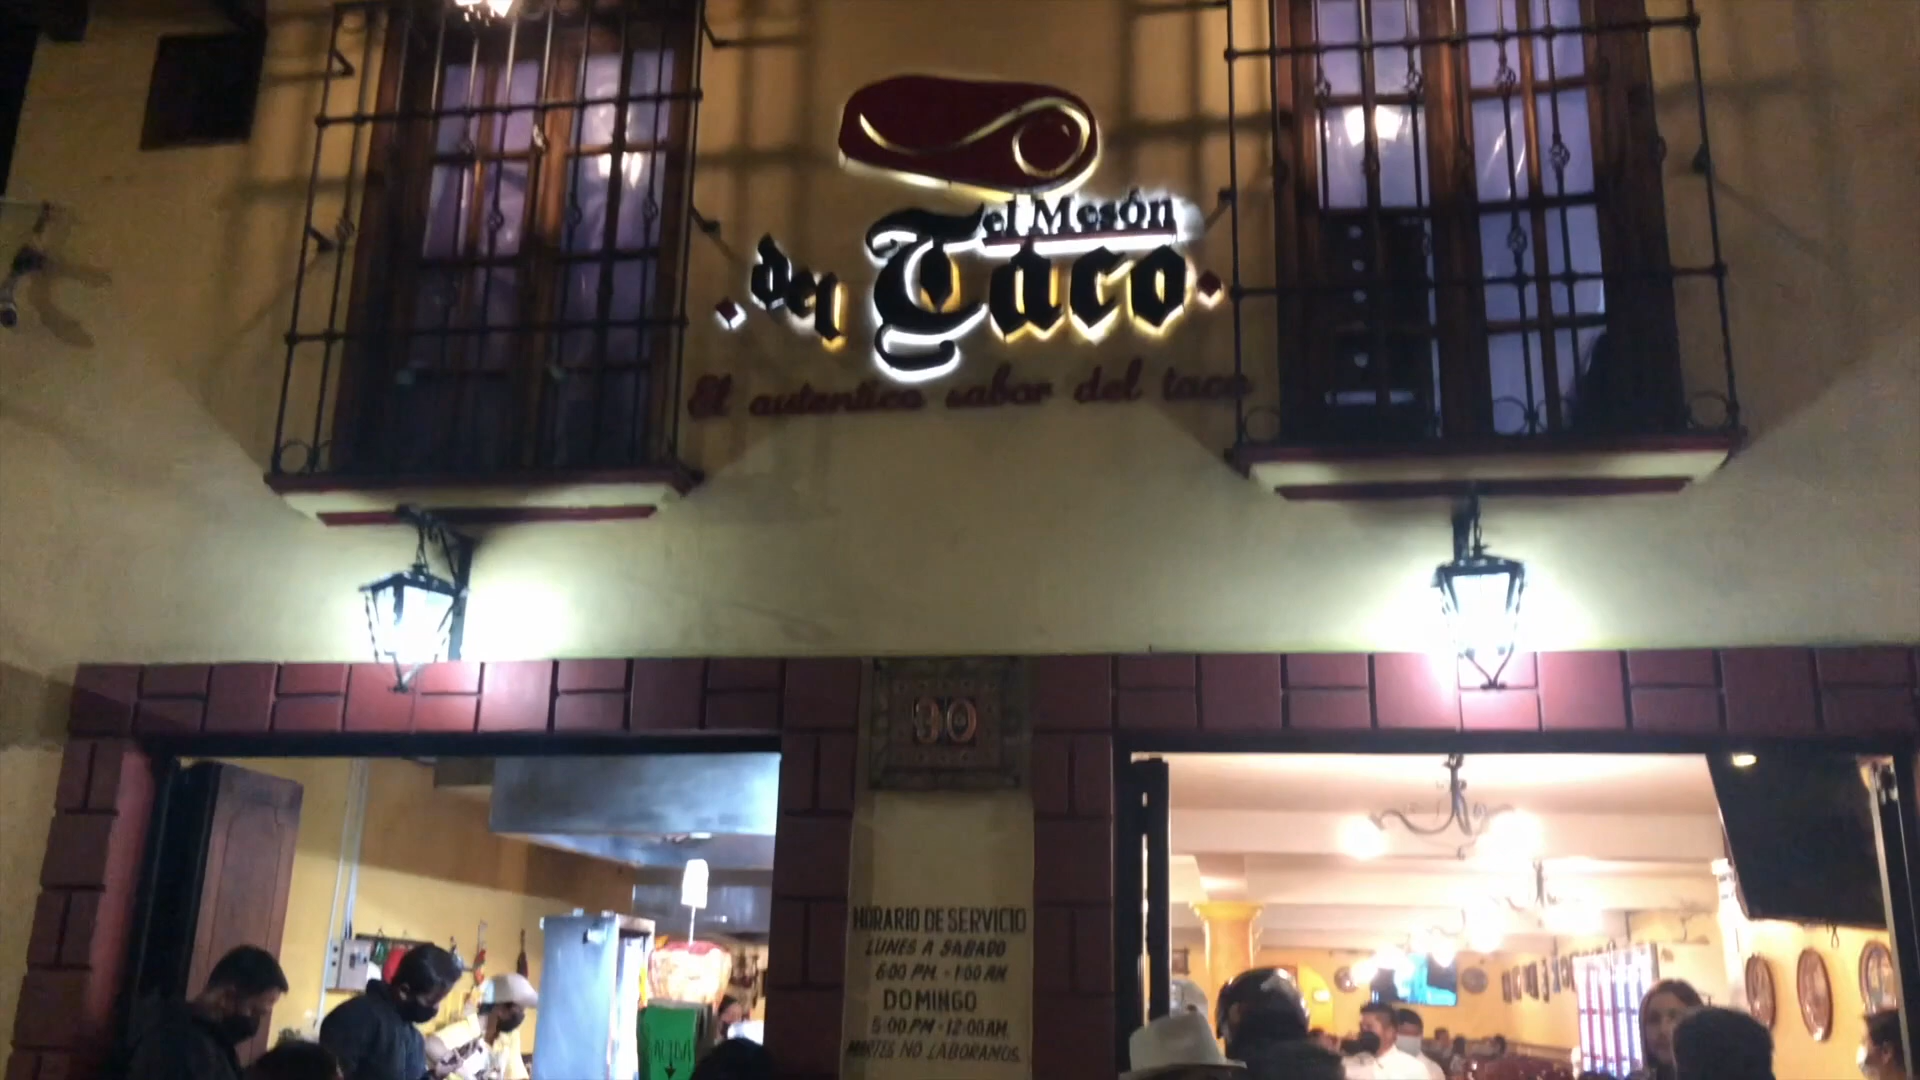 el Mesón
del Taco
El autentico sabor del taco
90
HORARIO DE SERVICIO
LUNES A SABADO
6:00 PM. - 1:00 AM.
DOMINGO
5:00 PM - 12:00 AM.
MARTES NO LABORAMOS.